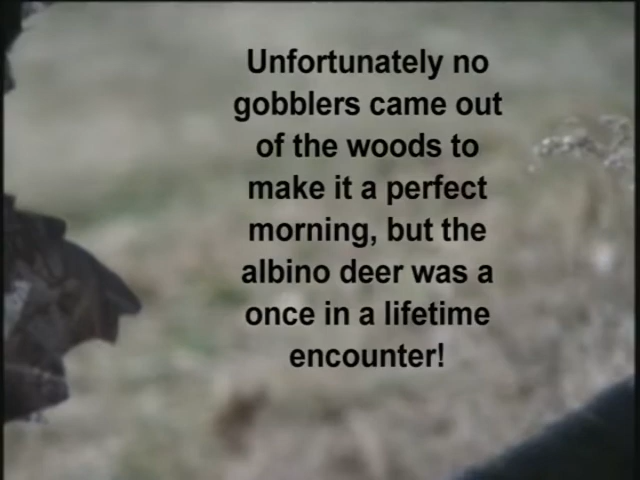 Unfortunately no
gobblers came out
of the woods to
make it a perfect
morning, but the
albino deer was a
once in a lifetime
encounter!